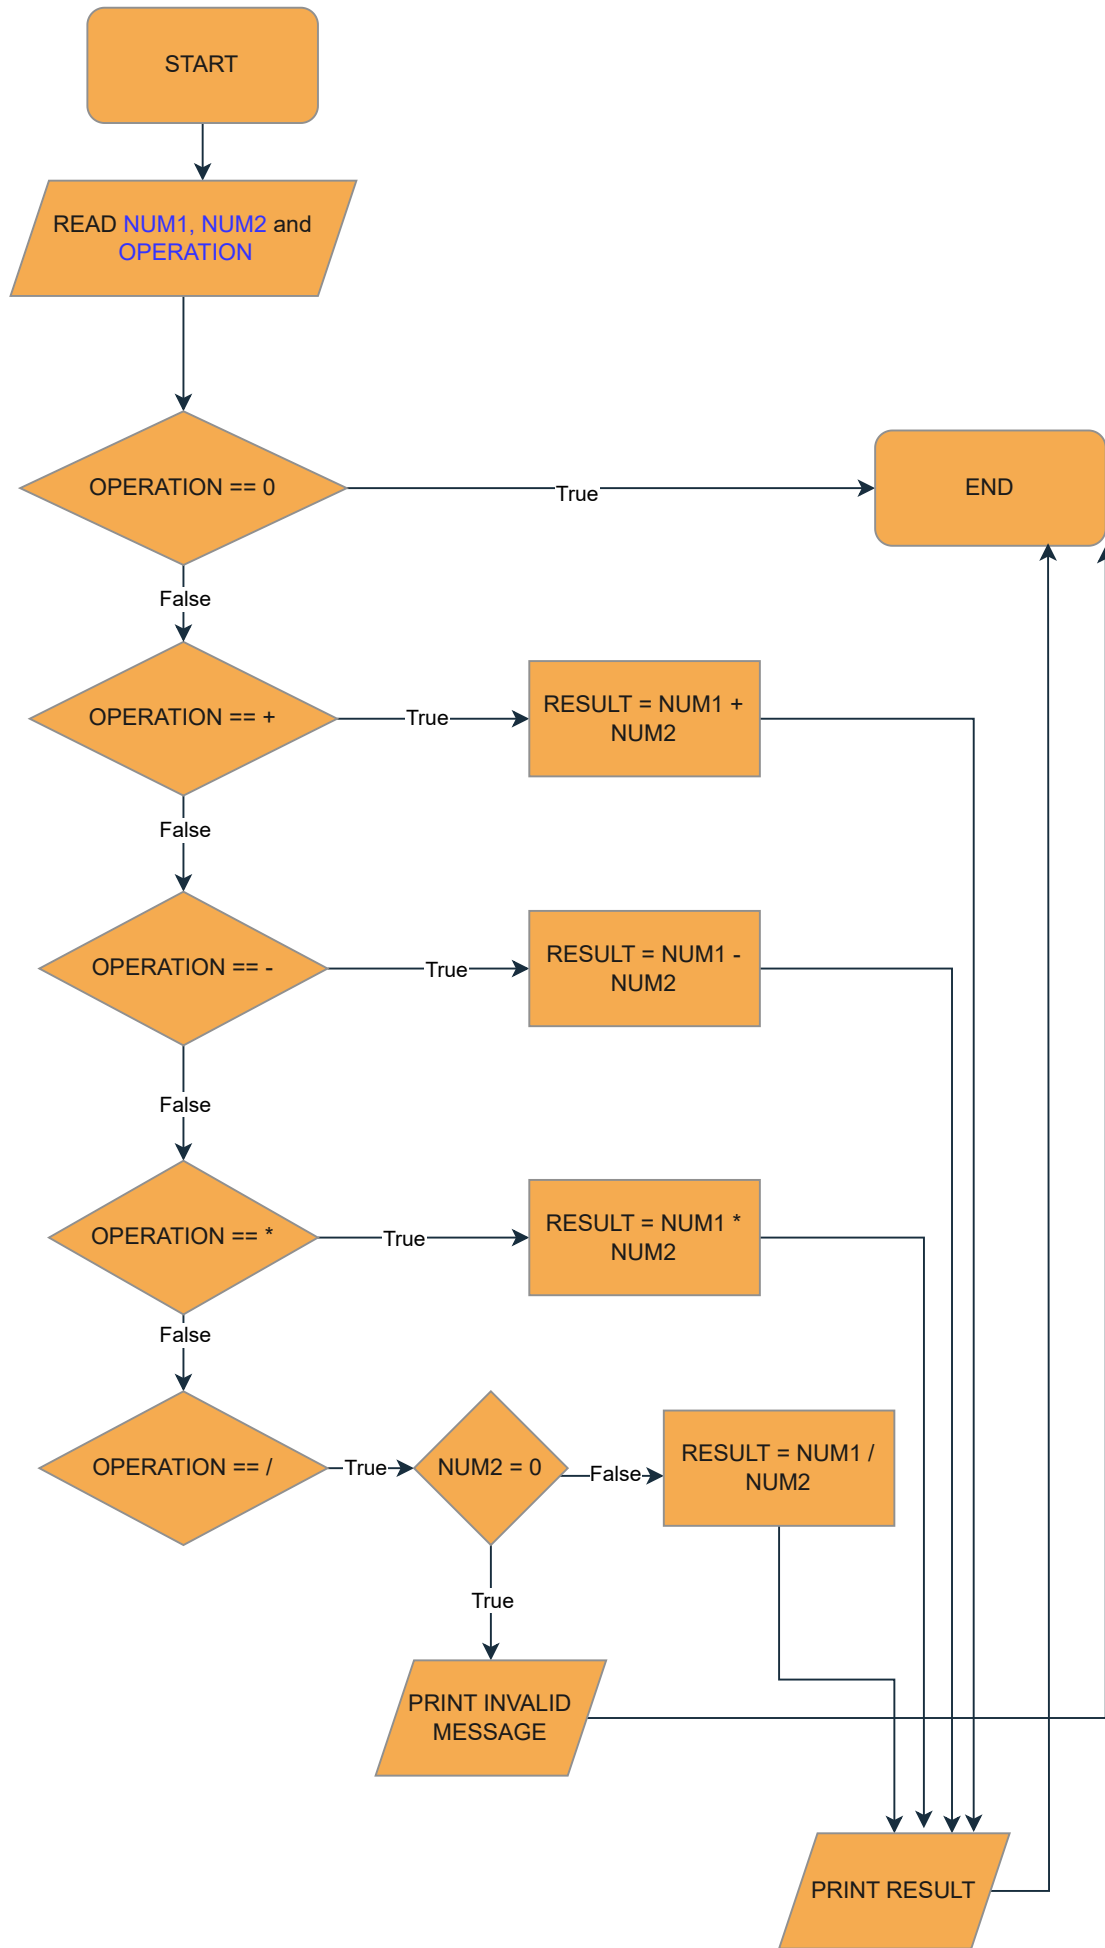 START
READ NUM1, NUM2 and
OPERATION
OPERATION == 0
True
END
False
OPERATION == +
True
RESULT = NUM1 +
NUM2
False
OPERATION == -
True
RESULT = NUM1 -
NUM2
False
OPERATION == *
True
RESULT = NUM1 *
NUM2
False
OPERATION == /
True
NUM2 = 0
False
RESULT = NUM1 /
NUM2
True
PRINT INVALID
MESSAGE
PRINT RESULT